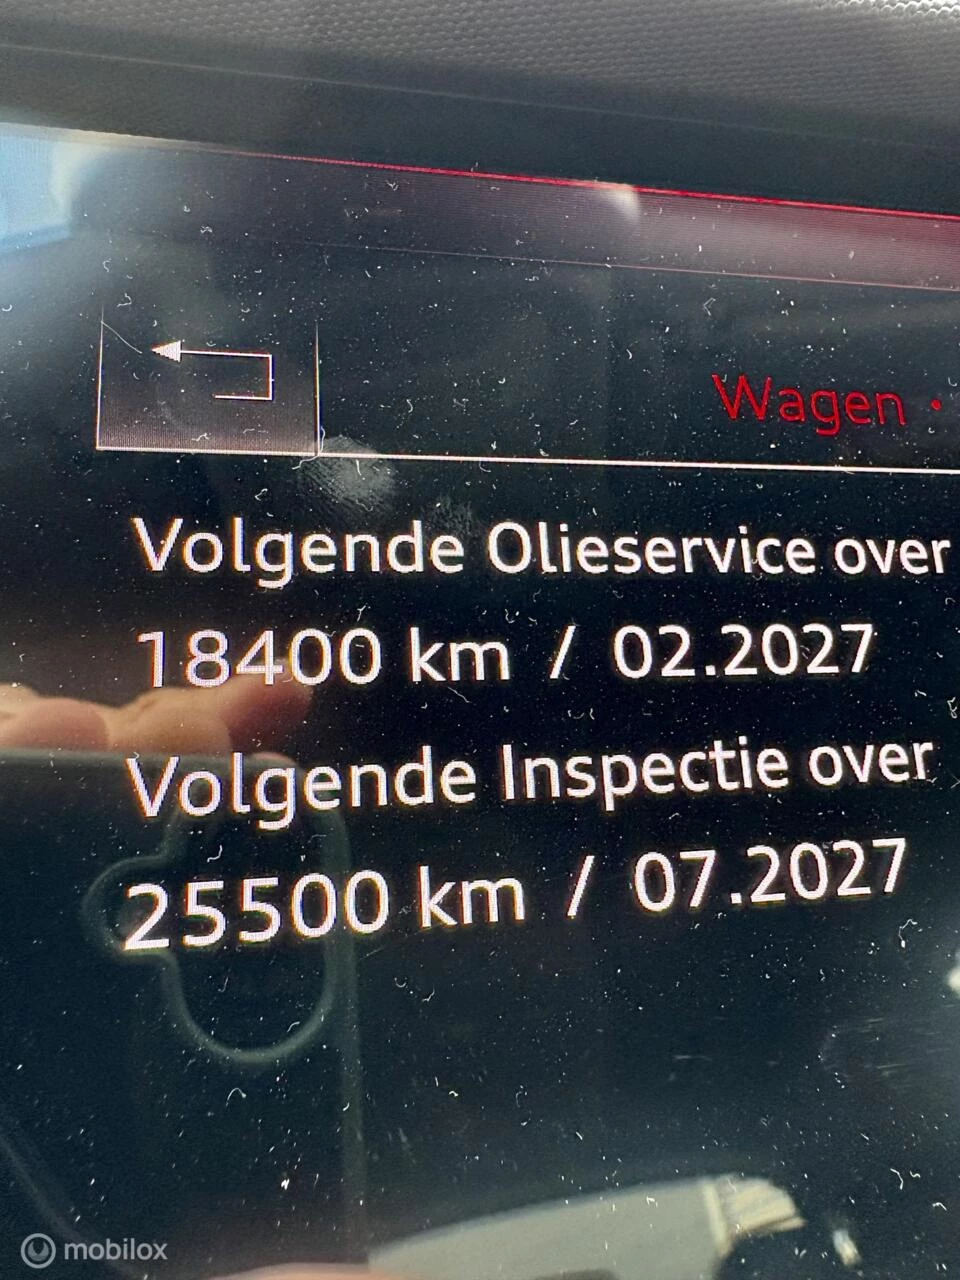 Wagen •
Volgende Olieservice over
18400 km / 02.2027
Volgende Inspectie over
25500 km / 07.2027
mobilox